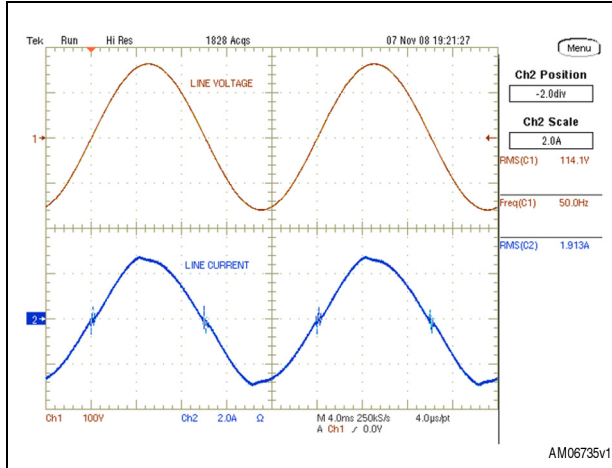 Tek Run Hi Res 1828 Acqs 07 Nov 08 19:21:27
Menu
Ch2 Position
-2.0div
Ch2 Scale
2.0A
LINE VOLTAGE
1
RMS(C1) 114.1V
Freq(C1) 50.0Hz
RMS(C2) 1.913A
LINE CURRENT
2
Ch1 100V Ch2 2.0A Ω M 4.0ms 250kS/s 4.0µs/pt
A Ch1 ∕ 0.0V
AM06735v1